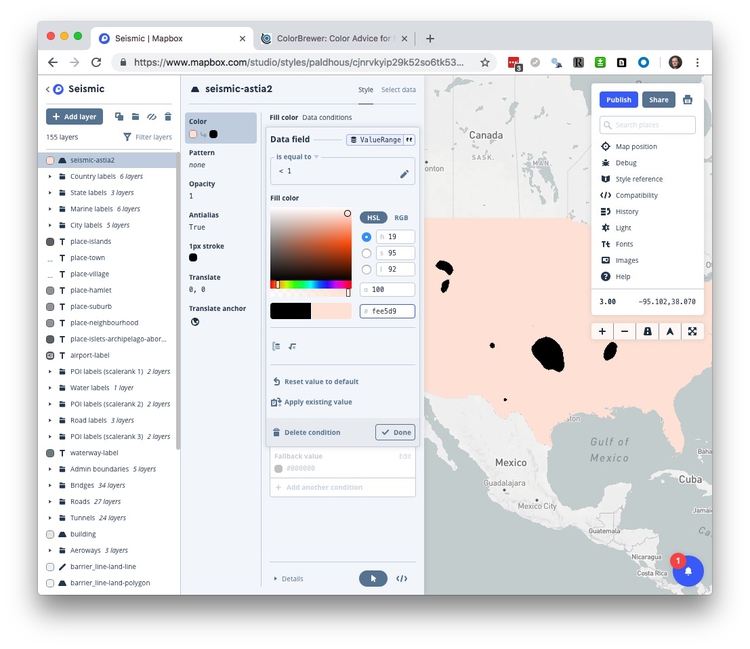 Seismic | Mapbox
ColorBrewer: Color Advice for
https://www.mapbox.com/studio/styles/paldhous/cjnrvkyip29k52so6tk53...
3
Seismic
seismic-astia2
Style
Select data
Add layer
155 layers
Filter layers
seismic-astia2
Country labels 6 layers
State labels 3 layers
Marine labels 6 layers
City labels 5 layers
place-islands
place-town
place-village
place-hamlet
place-suburb
place-neighbourhood
place-islets-archipelago-abor...
airport-label
POI labels (scalerank 1) 2 layers
Water labels 1 layer
POI labels (scalerank 2) 2 layers
Road labels 3 layers
POI labels (scalerank 3) 2 layers
waterway-label
Admin boundaries 5 layers
Bridges 34 layers
Roads 27 layers
Tunnels 24 layers
building
Aeroways 3 layers
barrier_line-land-line
barrier_line-land-polygon
Color
Pattern
none
Opacity
1
Antialias
True
1px stroke
Translate
0, 0
Translate anchor
Fill color Data conditions
Data field
ValueRange
is equal to
< 1
Fill color
HSL
RGB
h 19
s 95
l 92
α 100
# fee5d9
Reset value to default
Apply existing value
Delete condition
Done
Fallback value
Edit
#000000
+ Add another condition
Details
Publish
Share
Search places
Map position
Debug
Style reference
Compatibility
History
Light
Fonts
Images
Help
3.00
-95.102,38.070
Canada
SASK.
MAN.
onton
Gulf of
Mexico
Mexico
Guadalajara
Mexico City
Cuba
Jamai
Guatemala
Nicaragua
Costa Rica
Ca
1